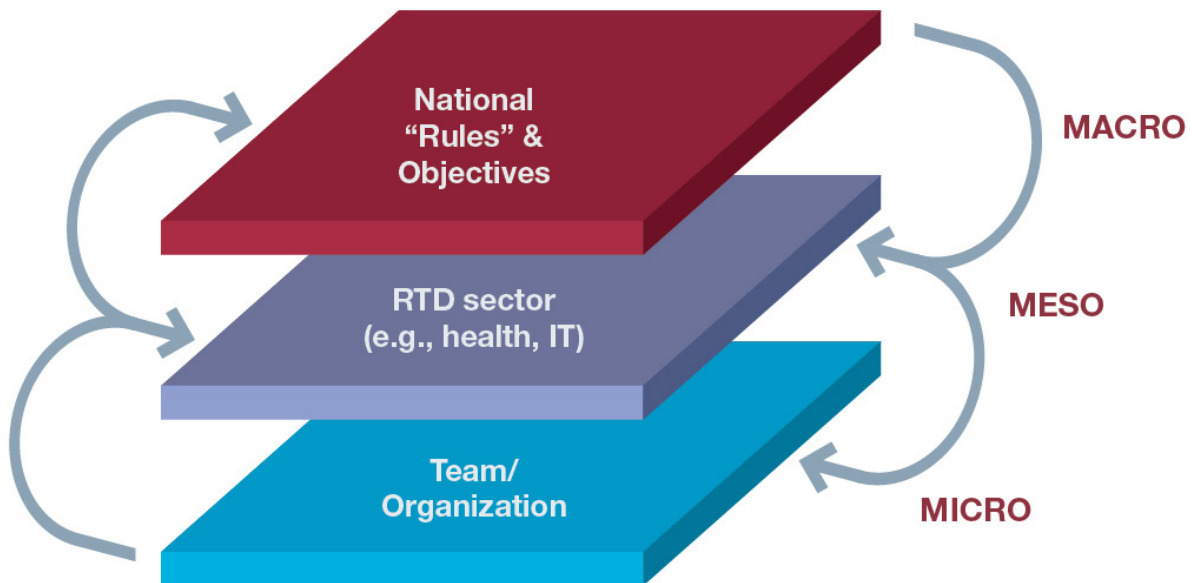 National
“Rules” &
Objectives
MACRO
RTD sector
(e.g., health, IT)
MESO
Team/
Organization
MICRO